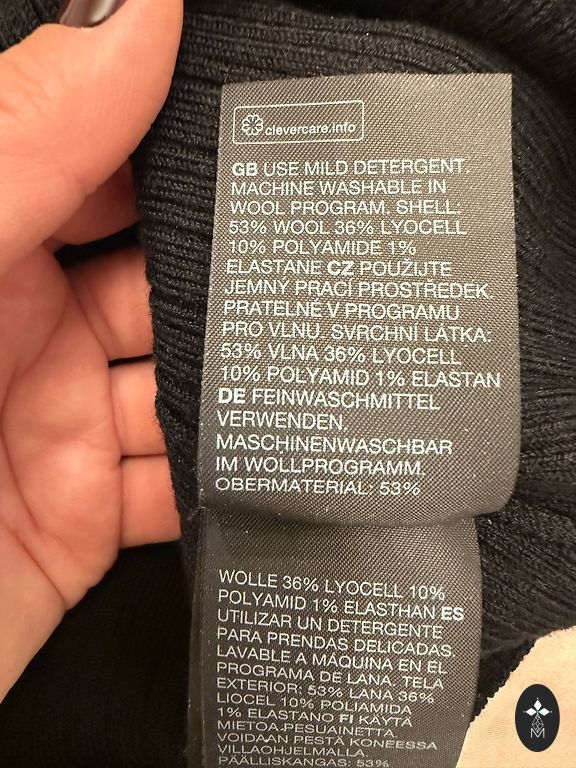 clevercare.info
GB USE MILD DETERGENT.
MACHINE WASHABLE IN
WOOL PROGRAM. SHELL:
53% WOOL 36% LYOCELL
10% POLYAMIDE 1%
ELASTANE CZ POUŽIJTE
JEMNÝ PRACÍ PROSTREDEK.
PRATELNÉ V PROGRAMU
PRO VLNU. SVRCHNÍ LÁTKA:
53% VLNA 36% LYOCELL
10% POLYAMID 1% ELASTAN
DE FEINWASCHMITTEL
VERWENDEN.
MASCHINENWASCHBAR
IM WOLLPROGRAMM.
OBERMATERIAL: 53%
WOLLE 36% LYOCELL 10%
POLYAMID 1% ELASTHAN ES
UTILIZAR UN DETERGENTE
PARA PRENDAS DELICADAS.
LAVABLE A MÁQUINA EN EL
PROGRAMA DE LANA. TELA
EXTERIOR: 53% LANA 36%
LIOCEL 10% POLIAMIDA
1% ELASTANO FI KÄYTÄ
MIETOA PESUAINETTA.
VOIDAAN PESTÄ KONEESSA
VILLAOHJELMALLA.
PÄÄLLISKANGAS: 53%
M